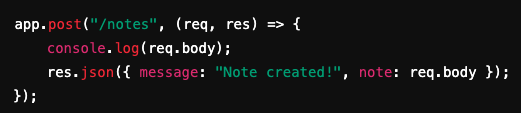 app.post("/notes", (req, res) => {
    console.log(req.body);
    res.json({ message: "Note created!", note: req.body });
});